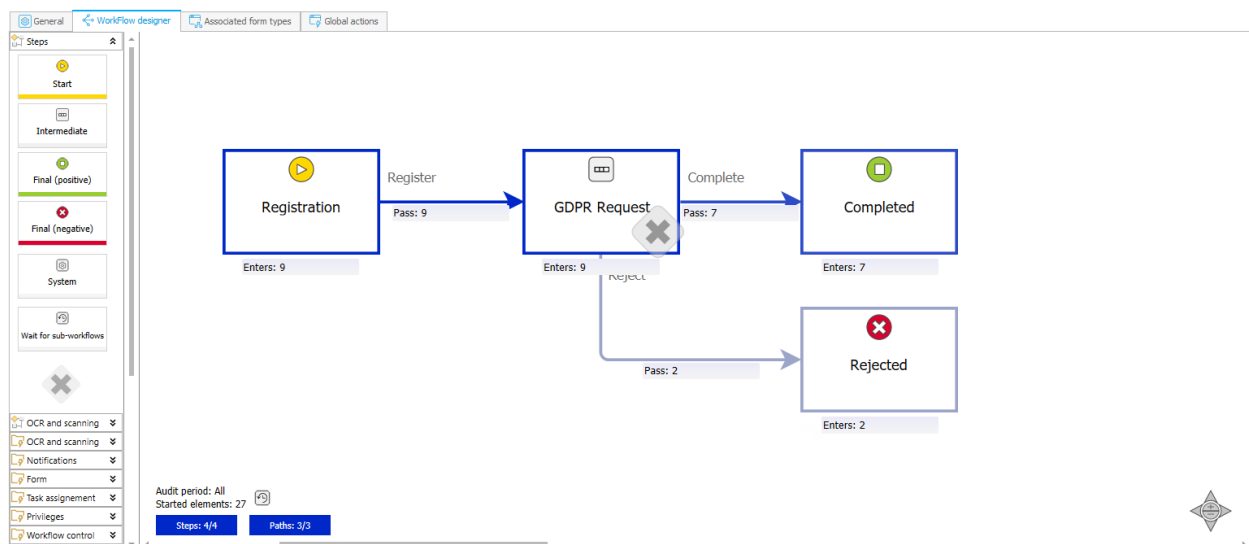 General
WorkFlow designer
Associated form types
Global actions
Steps
Start
Intermediate
Final (positive)
Final (negative)
System
Wait for sub-workflows
OCR and scanning
OCR and scanning
Notifications
Form
Task assignement
Privileges
Workflow control
Registration
Enters: 9
Register
Pass: 9
GDPR Request
Enters: 9
Complete
Pass: 7
Completed
Enters: 7
Reject
Pass: 2
Rejected
Enters: 2
Audit period: All
Started elements: 27
Steps: 4/4
Paths: 3/3